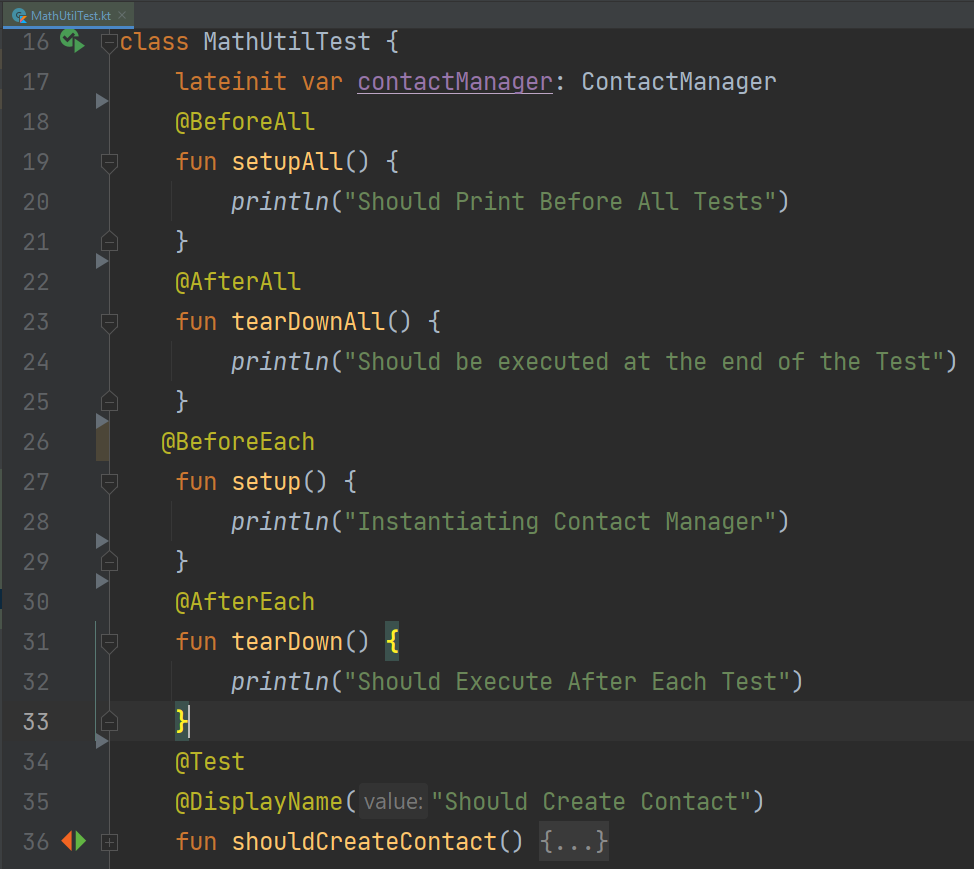 MathUtilTest.kt
16 class MathUtilTest {
17 lateinit var contactManager: ContactManager
18 @BeforeAll
19 fun setupAll() {
20 println("Should Print Before All Tests")
21 }
22 @AfterAll
23 fun tearDownAll() {
24 println("Should be executed at the end of the Test")
25 }
26 @BeforeEach
27 fun setup() {
28 println("Instantiating Contact Manager")
29 }
30 @AfterEach
31 fun tearDown() {
32 println("Should Execute After Each Test")
33 }
34 @Test
35 @DisplayName( value: "Should Create Contact")
36 fun shouldCreateContact() {...}